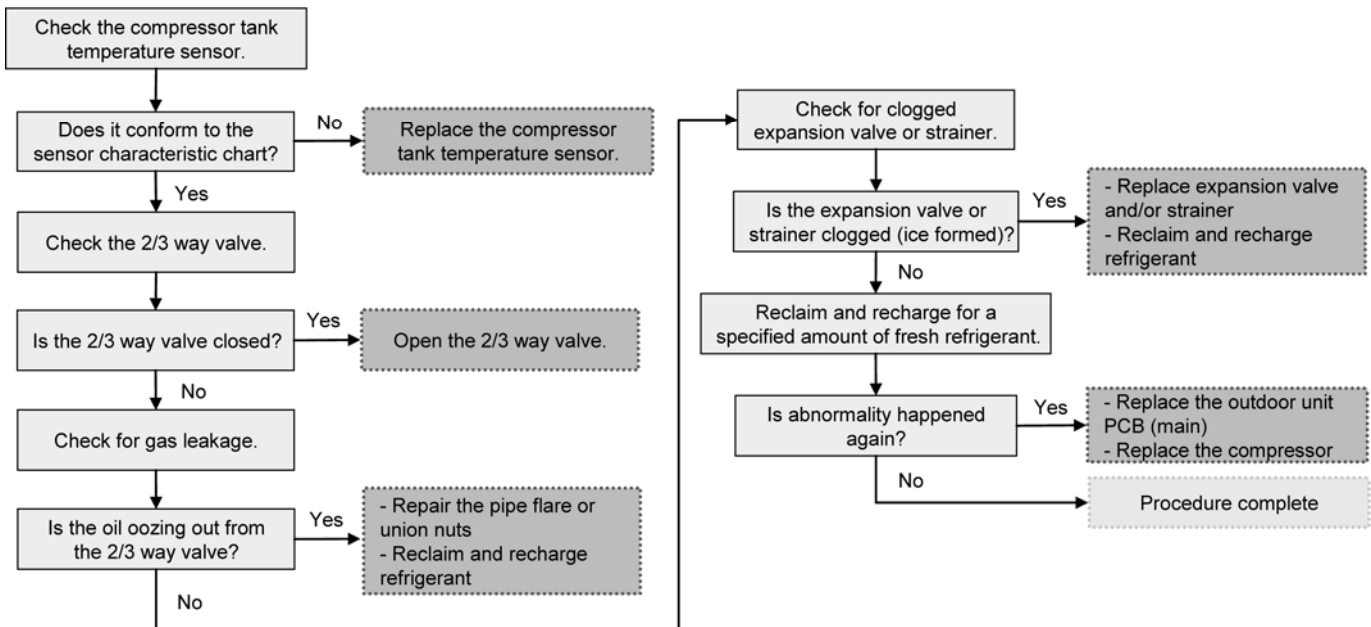 Check the compressor tank
temperature sensor.
Does it conform to the
sensor characteristic chart?
No
Replace the compressor
tank temperature sensor.
Yes
Check the 2/3 way valve.
Is the 2/3 way valve closed?
Yes
Open the 2/3 way valve.
No
Check for gas leakage.
Is the oil oozing out from
the 2/3 way valve?
Yes
- Repair the pipe flare or
union nuts
- Reclaim and recharge
refrigerant
No
Check for clogged
expansion valve or strainer.
Is the expansion valve or
strainer clogged (ice formed)?
Yes
- Replace expansion valve
and/or strainer
- Reclaim and recharge
refrigerant
No
Reclaim and recharge for a
specified amount of fresh refrigerant.
Is abnormality happened
again?
Yes
- Replace the outdoor unit
PCB (main)
- Replace the compressor
No
Procedure complete